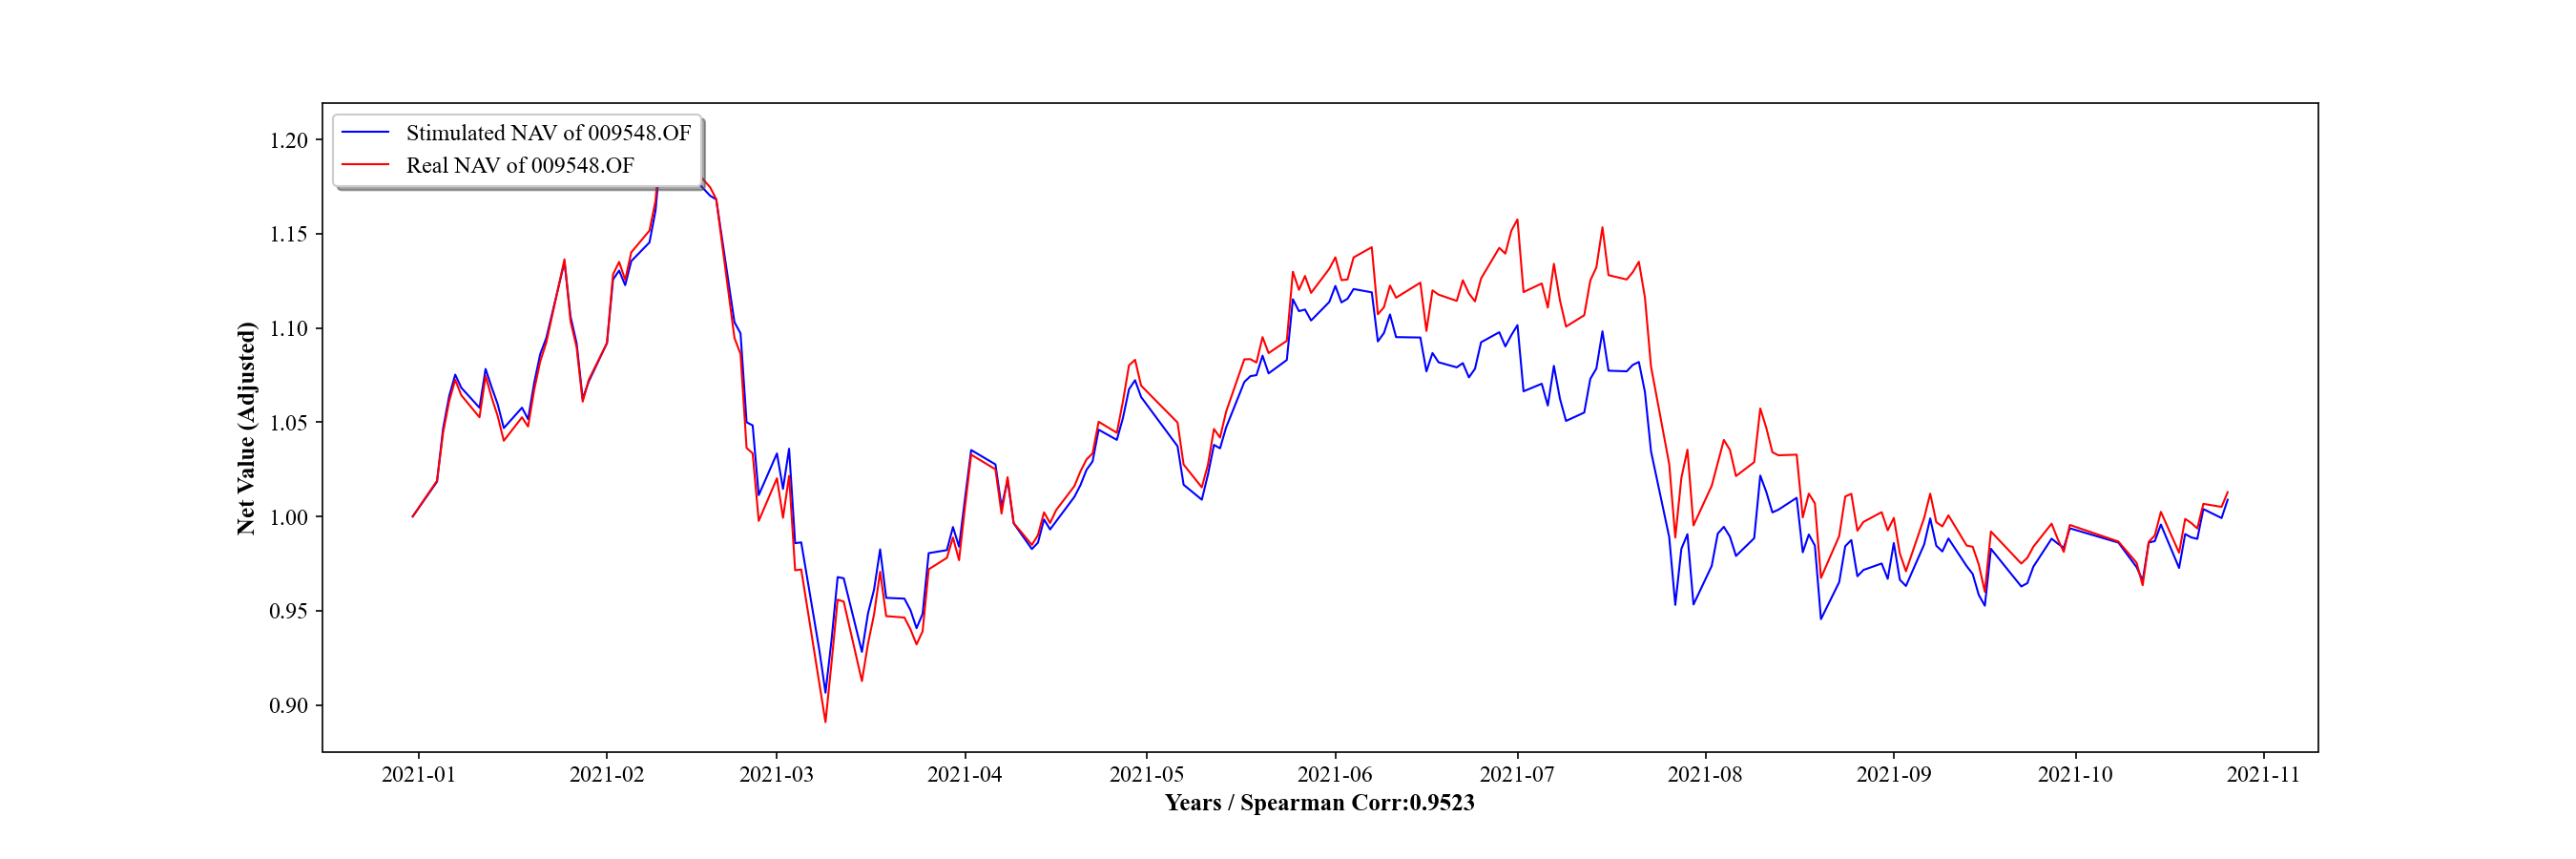 Stimulated NAV of 009548.OF
Real NAV of 009548.OF
Net Value (Adjusted)
1.20
1.15
1.10
1.05
1.00
0.95
0.90
2021-01 2021-02 2021-03 2021-04 2021-05 2021-06 2021-07 2021-08 2021-09 2021-10 2021-11
Years / Spearman Corr:0.9523